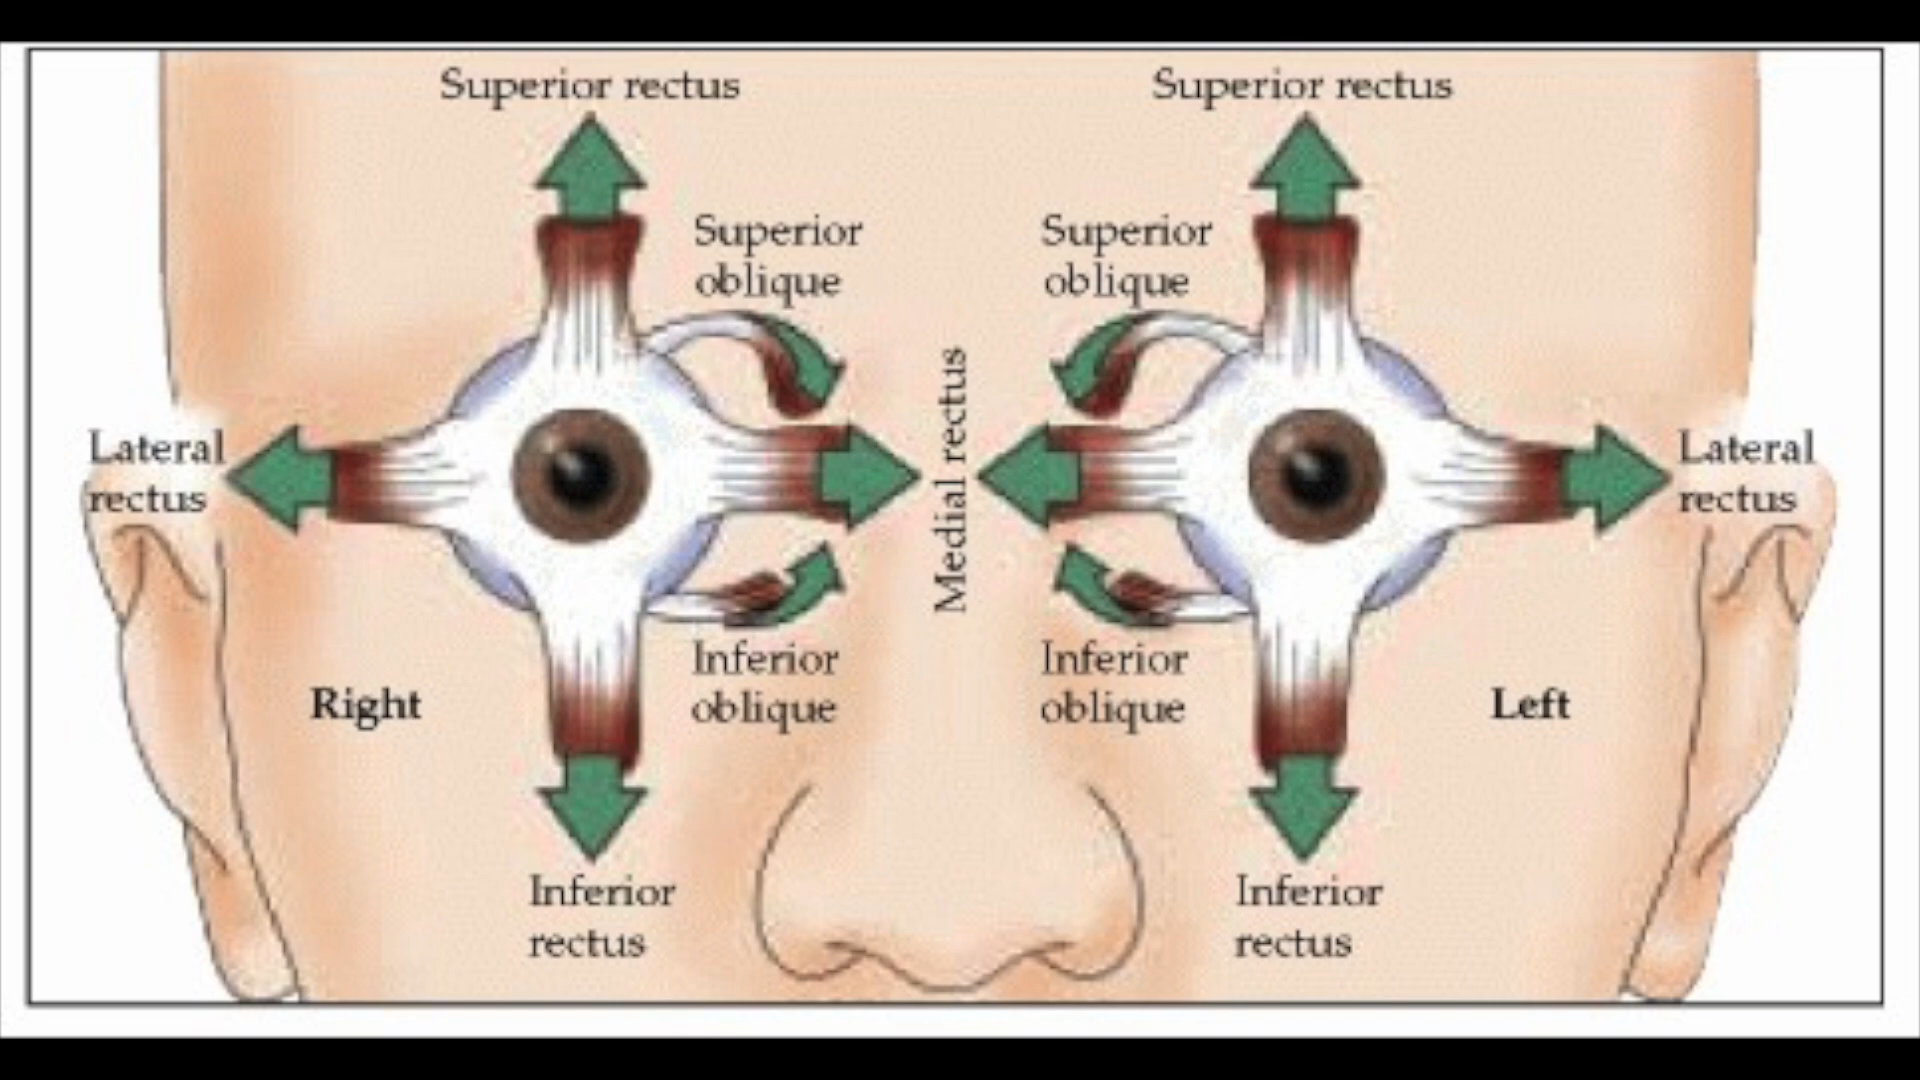 Superior rectus
Superior rectus
Superior
oblique
Superior
oblique
Lateral
rectus
Medial rectus
Lateral
rectus
Inferior
oblique
Inferior
oblique
Right
Left
Inferior
rectus
Inferior
rectus